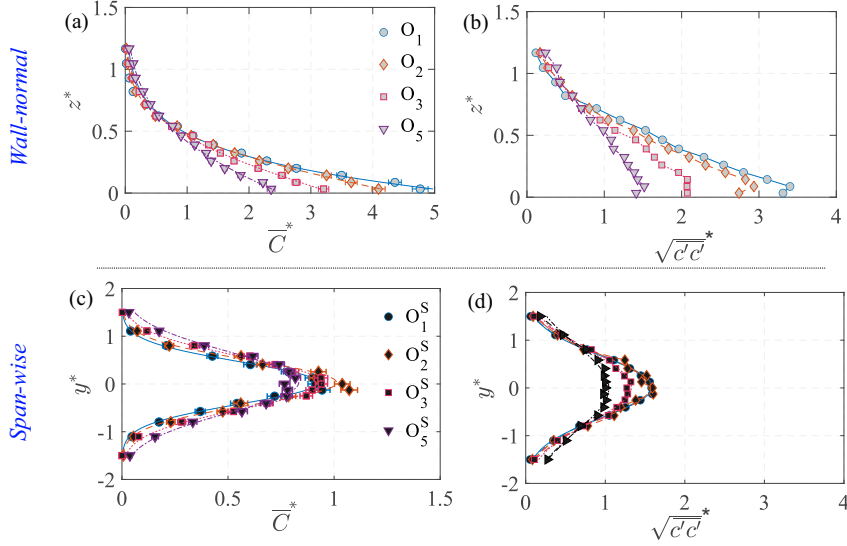 Wall-normal
(a)
z*
1.5
1
0.5
0
0 1 2 3 4 5
C̅*
O1
O2
O3
O5
(b)
z*
1.5
1
0.5
0
0 1 2 3 4
√c'c'*
Span-wise
(c)
y*
2
1
0
-1
-2
0 0.5 1 1.5
C̅*
O1S
O2S
O3S
O5S
(d)
y*
2
1
0
-1
-2
0 1 2 3 4
√c'c'*